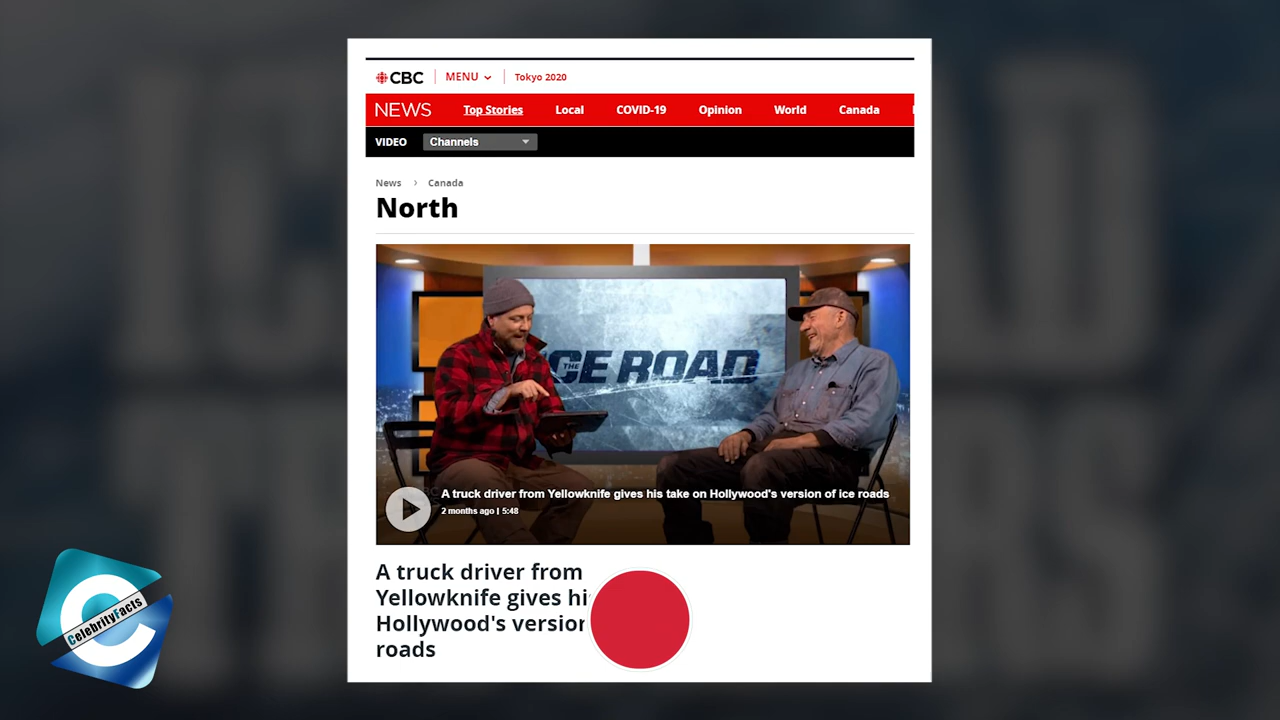 CBC MENU Tokyo 2020
NEWS Top Stories Local COVID-19 Opinion World Canada
VIDEO Channels
News › Canada
North
THE ICE ROAD
A truck driver from Yellowknife gives his take on Hollywood's version of ice roads
2 months ago | 5:48
A truck driver from
Yellowknife gives hi
Hollywood's version
roads
CelebrityFacts